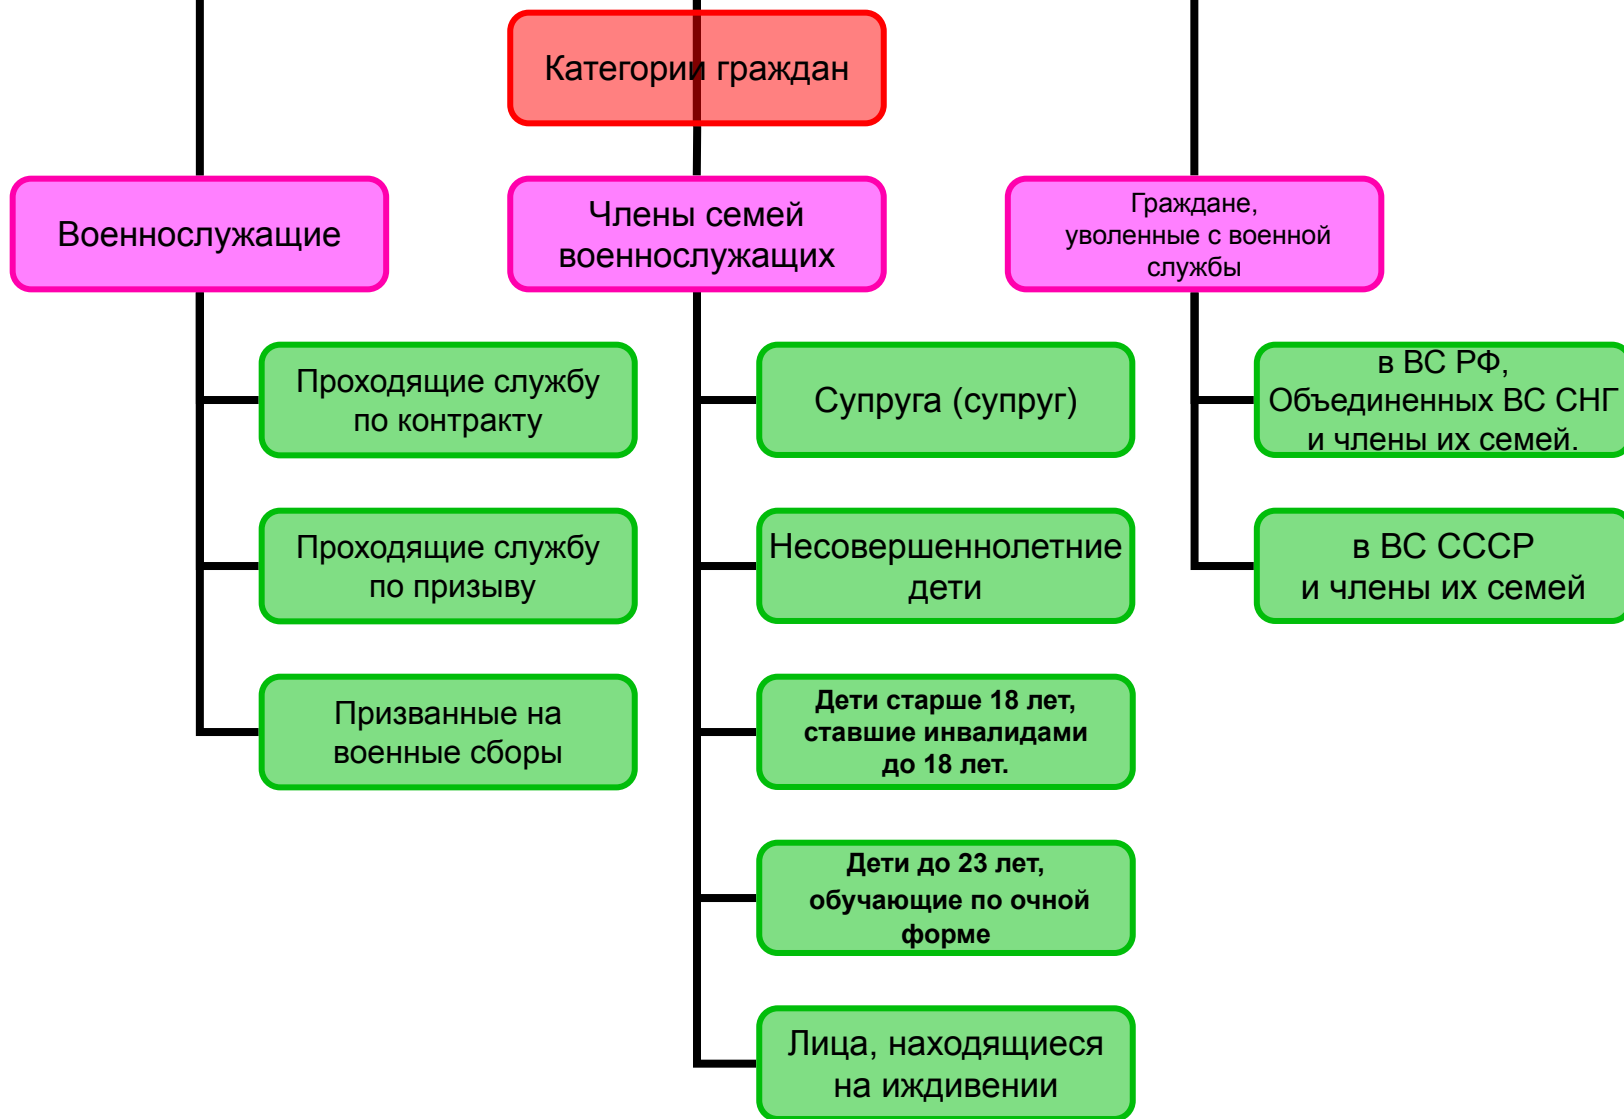 Категории граждан
Военнослужащие
Члены семей
военнослужащих
Граждане,
уволенные с военной
службы
Проходящие службу
по контракту
Проходящие службу
по призыву
Призванные на
военные сборы
Супруга (супруг)
Несовершеннолетние
дети
Дети старше 18 лет,
ставшие инвалидами
до 18 лет.
Дети до 23 лет,
обучающие по очной
форме
Лица, находящиеся
на иждивении
в ВС РФ,
Объединенных ВС СНГ
и члены их семей.
в ВС СССР
и члены их семей